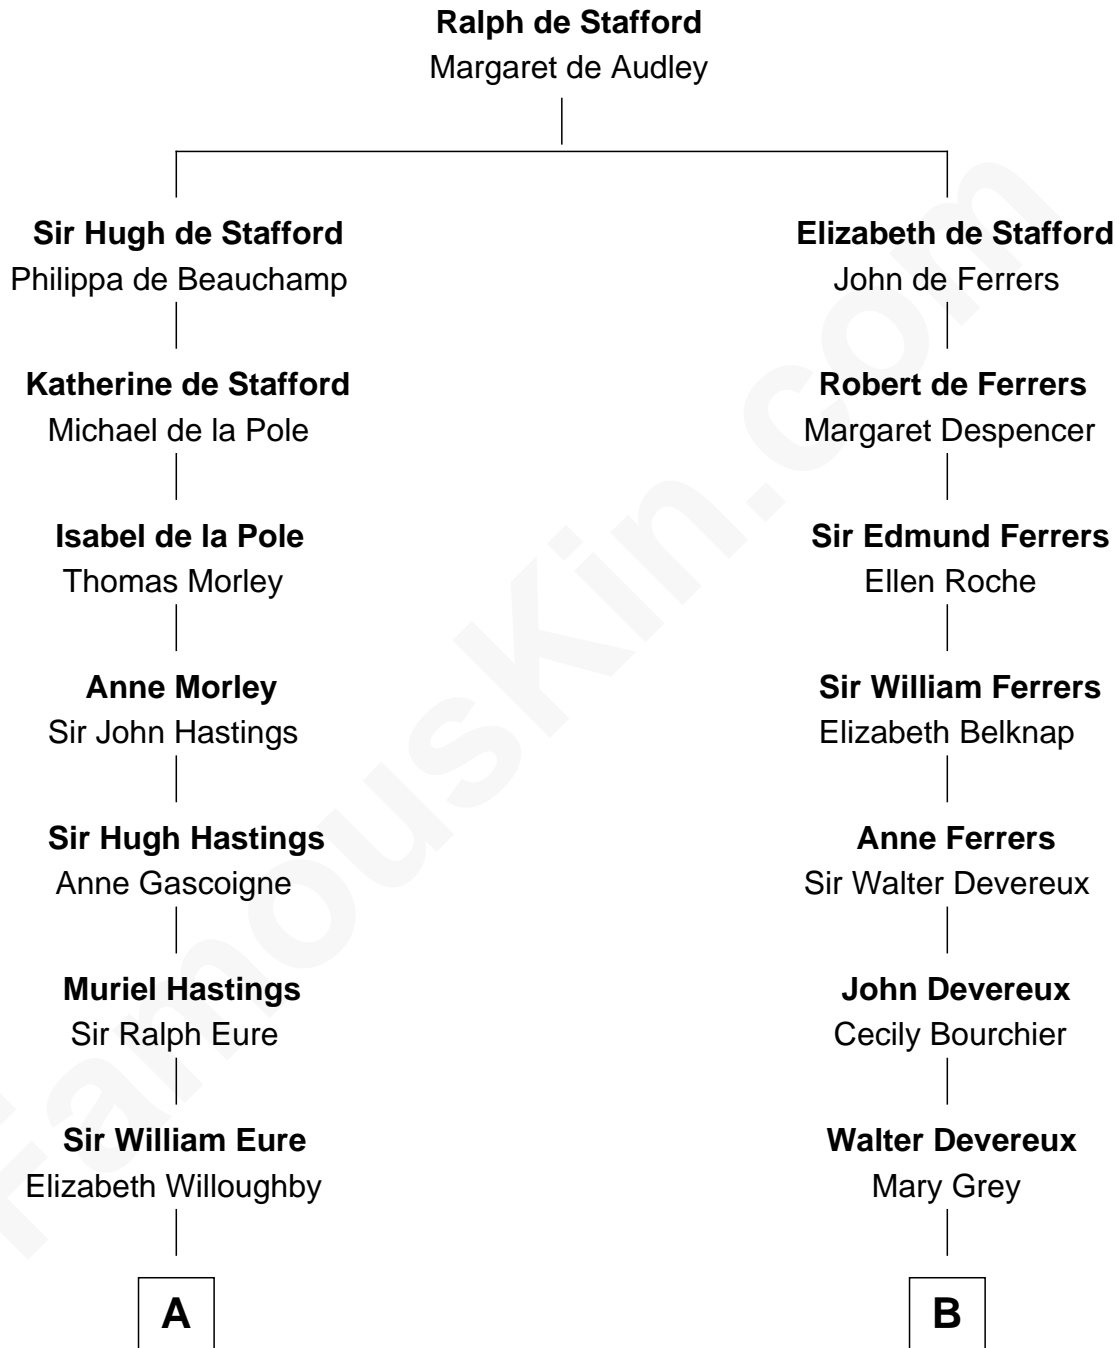 Ralph de Stafford
Margaret de Audley
Sir Hugh de Stafford
Philippa de Beauchamp
Elizabeth de Stafford
John de Ferrers
Katherine de Stafford
Michael de la Pole
Robert de Ferrers
Margaret Despencer
Isabel de la Pole
Thomas Morley
Sir Edmund Ferrers
Ellen Roche
Anne Morley
Sir John Hastings
Sir William Ferrers
Elizabeth Belknap
Sir Hugh Hastings
Anne Gascoigne
Anne Ferrers
Sir Walter Devereux
Muriel Hastings
Sir Ralph Eure
John Devereux
Cecily Bourchier
Sir William Eure
Elizabeth Willoughby
Walter Devereux
Mary Grey
A
B
FamousKin.com